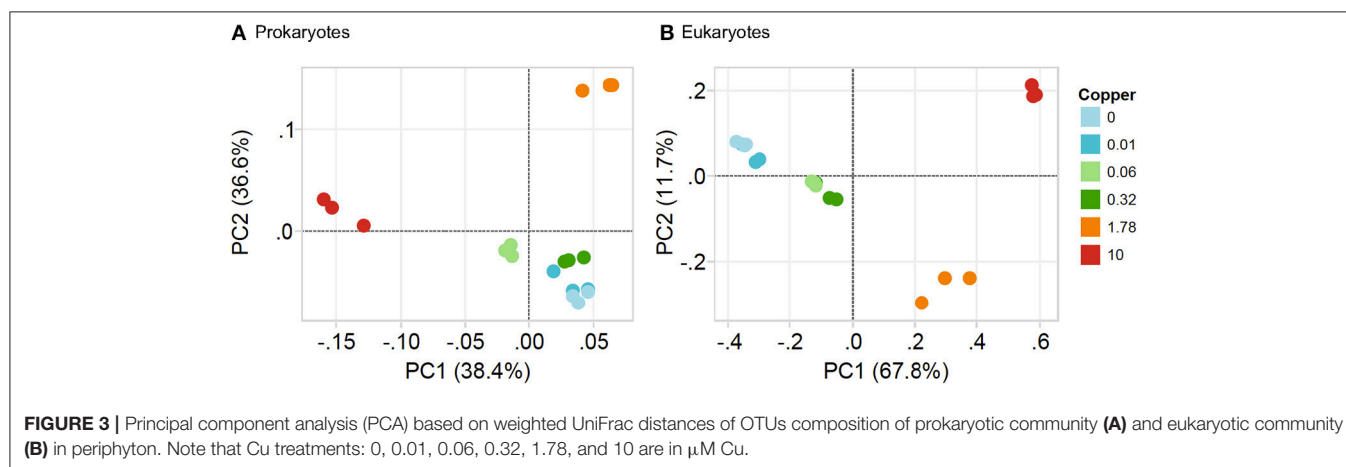 A Prokaryotes
.1
.0
PC2 (36.6%)
-.15 -.10 -.05 .00 .05
PC1 (38.4%)
B Eukaryotes
.2
.0
-.2
PC2 (11.7%)
-.4 -.2 .0 .2 .4 .6
PC1 (67.8%)
Copper
0
0.01
0.06
0.32
1.78
10
FIGURE 3 | Principal component analysis (PCA) based on weighted UniFrac distances of OTUs composition of prokaryotic community (A) and eukaryotic community
(B) in periphyton. Note that Cu treatments: 0, 0.01, 0.06, 0.32, 1.78, and 10 are in μM Cu.